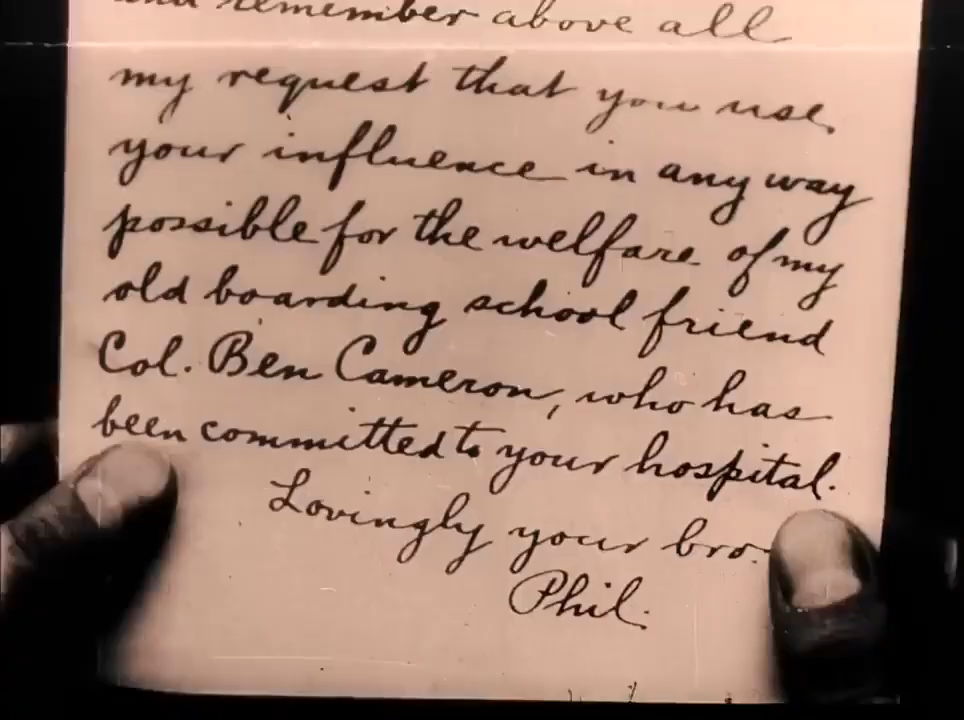 and remember above all
my request that you use
your influence in any way
possible for the welfare of my
old boarding school friend
Col. Ben Cameron, who has
been committed to your hospital.
Lovingly your bro.
Phil.